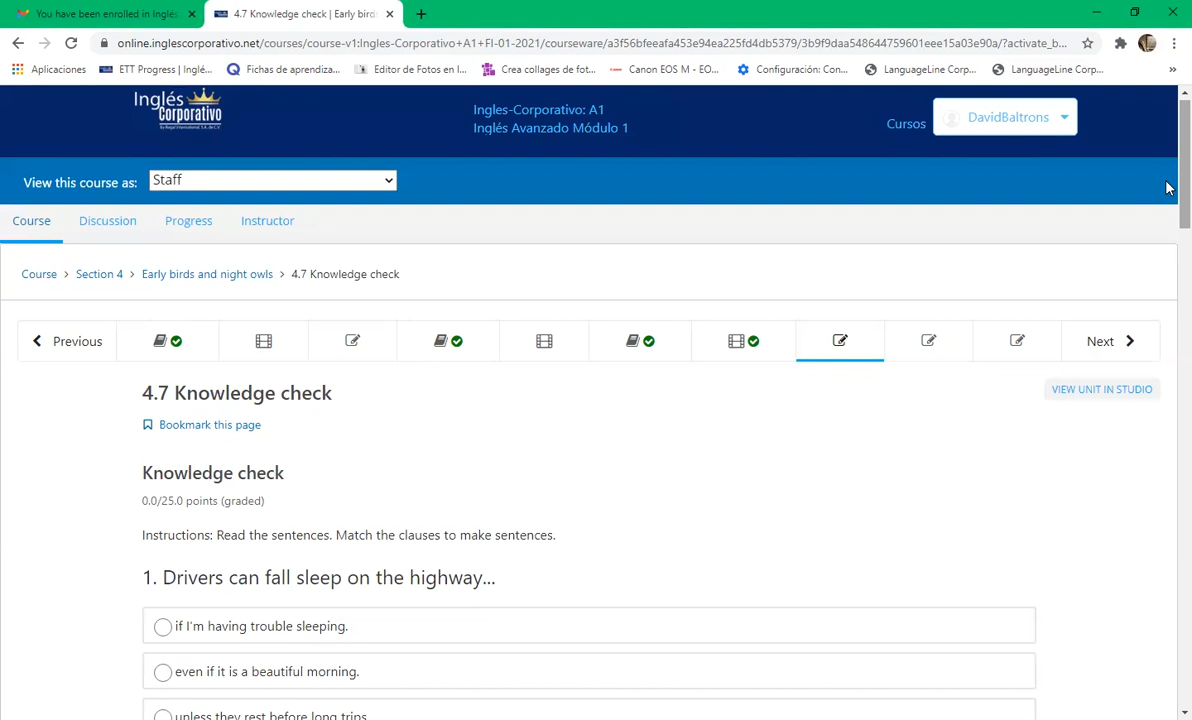 You have been enrolled in Inglés
4.7 Knowledge check | Early bird
online.inglescorporativo.net/courses/course-v1:Ingles-Corporativo+A1+FI-01-2021/courseware/a3f56bfeeafa453e94ea225fd4db5379/3b9f9daa548644759601eee15a03e90a/?activate_b...
Aplicaciones
ETT Progress | Inglé...
Fichas de aprendiza...
Editor de Fotos en l...
Crea collages de fot...
Canon EOS M - EO...
Configuración: Con...
LanguageLine Corp...
LanguageLine Corp...
»
Inglés
Corporativo
Ingles-Corporativo: A1
Inglés Avanzado Módulo 1
Cursos
DavidBaltrons
View this course as:
Staff
Course
Discussion
Progress
Instructor
Course > Section 4 > Early birds and night owls > 4.7 Knowledge check
Previous
Next
4.7 Knowledge check
VIEW UNIT IN STUDIO
Bookmark this page
Knowledge check
0.0/25.0 points (graded)
Instructions: Read the sentences. Match the clauses to make sentences.
1. Drivers can fall sleep on the highway...
if I'm having trouble sleeping.
even if it is a beautiful morning.
unless they rest before long trips.